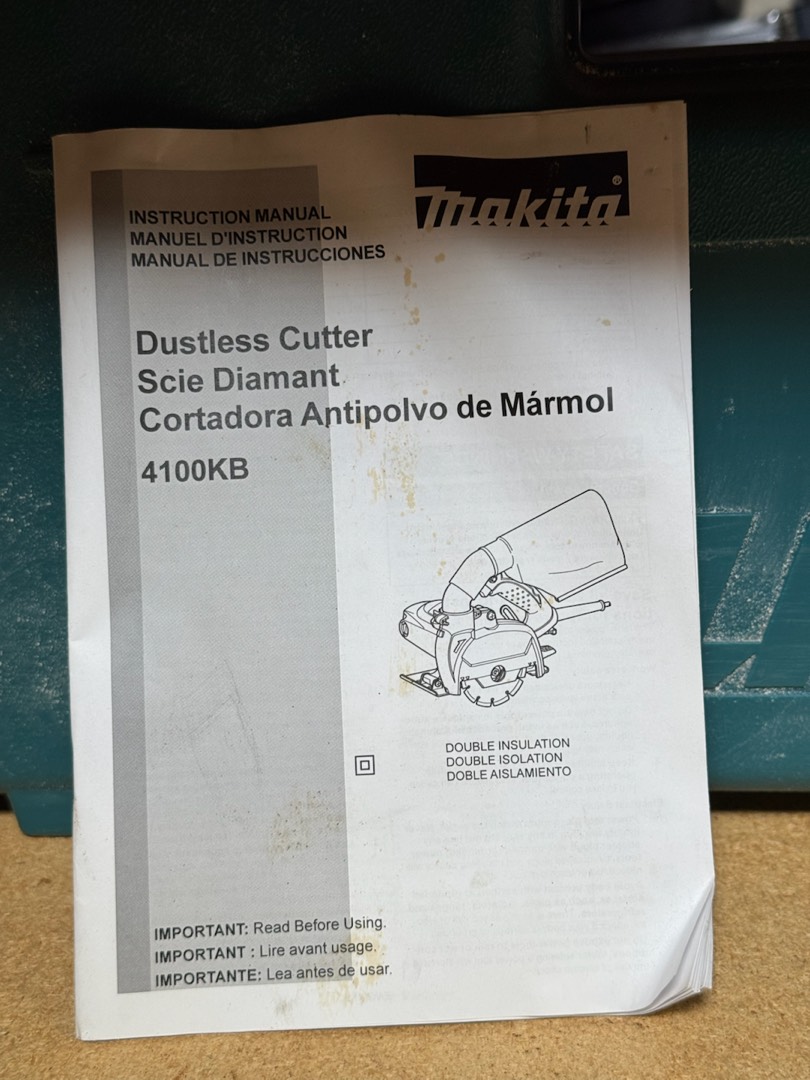 INSTRUCTION MANUAL
MANUEL D'INSTRUCTION
MANUAL DE INSTRUCCIONES
makita®
Dustless Cutter
Scie Diamant
Cortadora Antipolvo de Mármol
4100KB
DOUBLE INSULATION
DOUBLE ISOLATION
DOBLE AISLAMIENTO
IMPORTANT: Read Before Using.
IMPORTANT : Lire avant usage.
IMPORTANTE: Lea antes de usar.